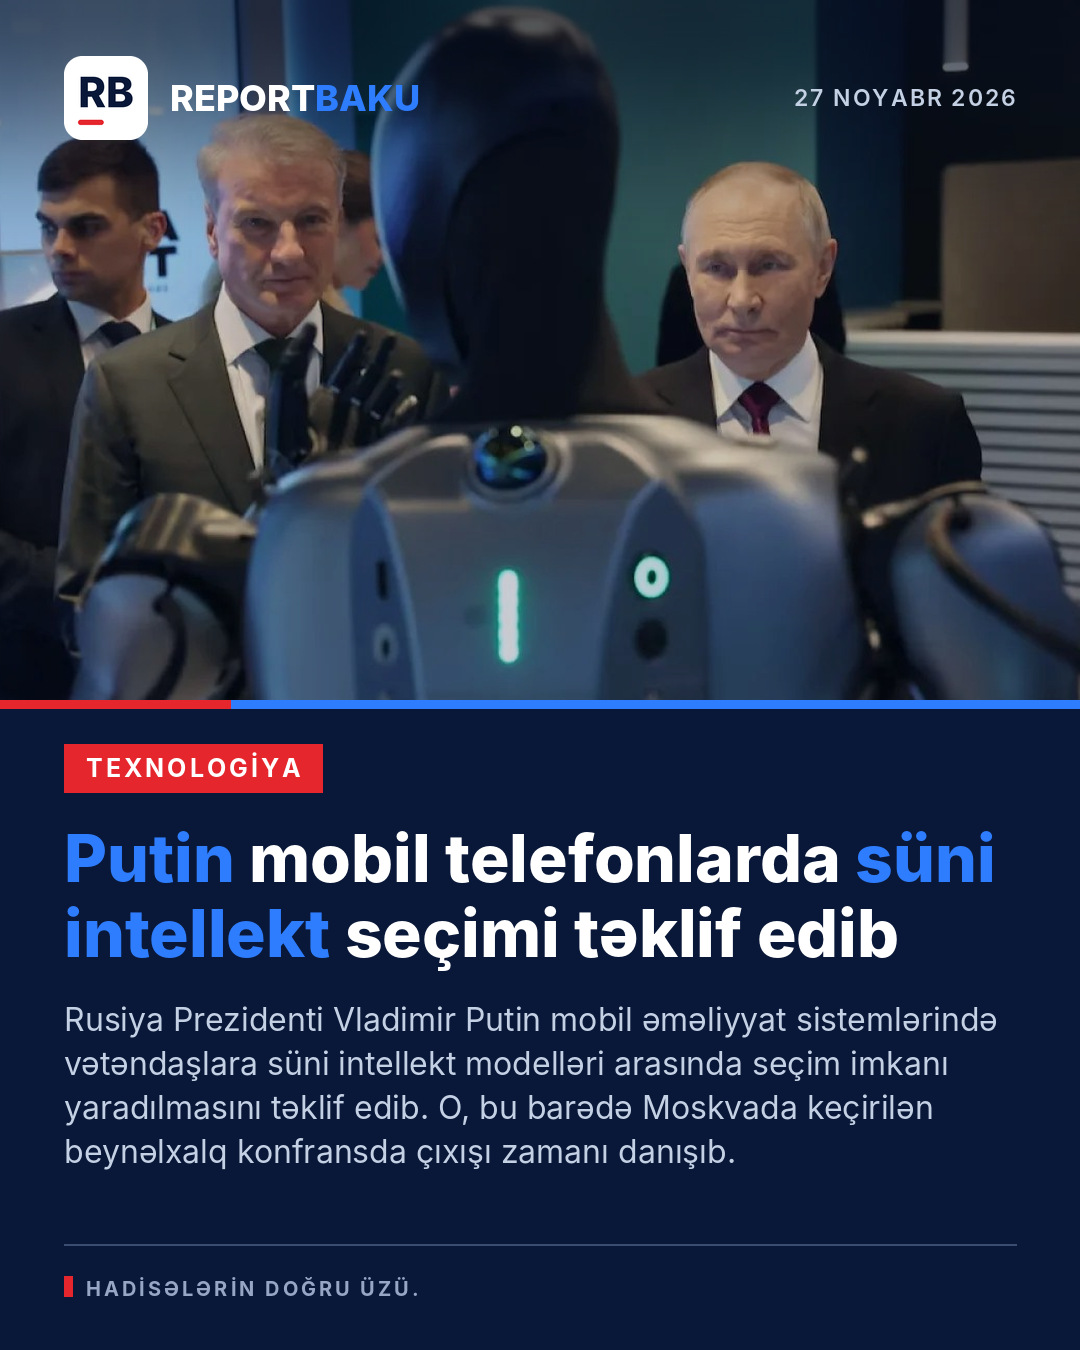 RB
REPORTBAKU
27 NOYABR 2026
A
T
TEXNOLOGİYA
Putin mobil telefonlarda süni
intellekt seçimi təklif edib
Rusiya Prezidenti Vladimir Putin mobil əməliyyat sistemlərində
vətəndaşlara süni intellekt modelləri arasında seçim imkanı
yaradılmasını təklif edib. O, bu barədə Moskvada keçirilən
beynəlxalq konfransda çıxışı zamanı danışıb.
HADİSƏLƏRİN DOĞRU ÜZÜ.